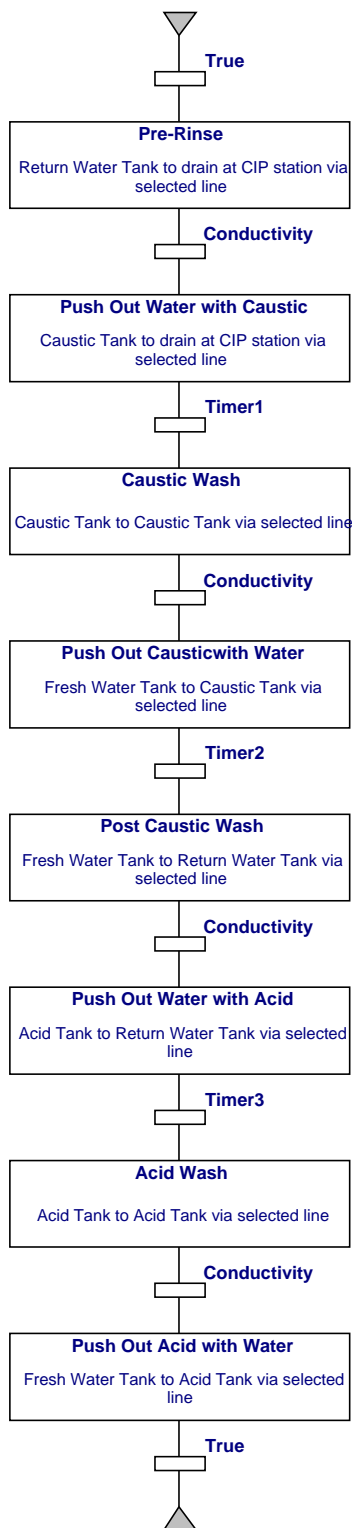 True
Pre-Rinse
Return Water Tank to drain at CIP station via
selected line
Conductivity
Push Out Water with Caustic
Caustic Tank to drain at CIP station via
selected line
Timer1
Caustic Wash
Caustic Tank to Caustic Tank via selected line
Conductivity
Push Out Causticwith Water
Fresh Water Tank to Caustic Tank via
selected line
Timer2
Post Caustic Wash
Fresh Water Tank to Return Water Tank via
selected line
Conductivity
Push Out Water with Acid
Acid Tank to Return Water Tank via selected
line
Timer3
Acid Wash
Acid Tank to Acid Tank via selected line
Conductivity
Push Out Acid with Water
Fresh Water Tank to Acid Tank via selected
line
True